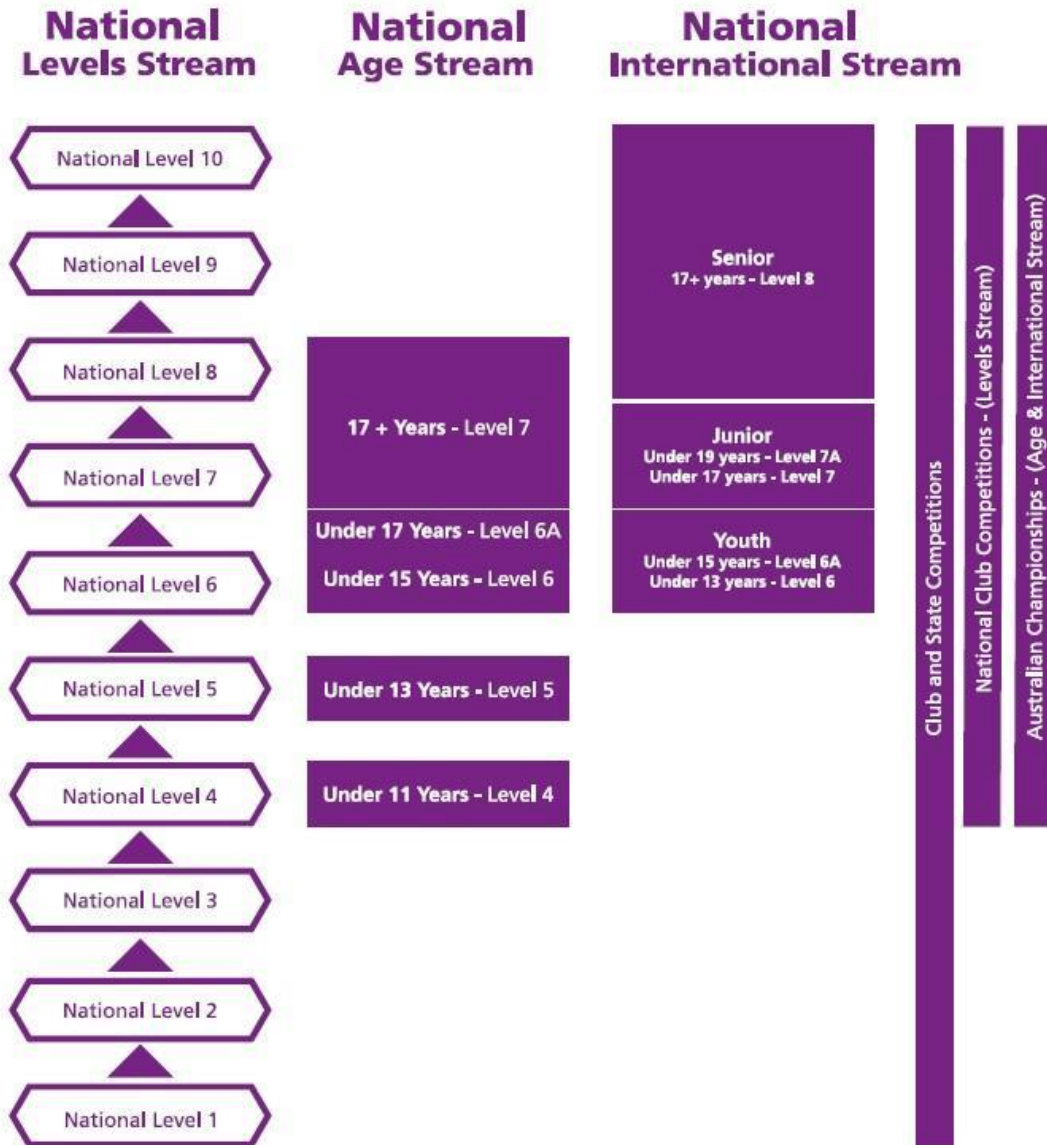 National
Levels Stream
National
Age Stream
National
International Stream
National Level 10
National Level 9
National Level 8
National Level 7
National Level 6
National Level 5
National Level 4
National Level 3
National Level 2
National Level 1
17 + Years - Level 7
Under 17 Years - Level 6A
Under 15 Years - Level 6
Under 13 Years - Level 5
Under 11 Years - Level 4
Senior
17+ years - Level 8
Junior
Under 19 years - Level 7A
Under 17 years - Level 7
Youth
Under 15 years - Level 6A
Under 13 years - Level 6
Club and State Competitions
National Club Competitions - (Levels Stream)
Australian Championships - (Age & International Stream)